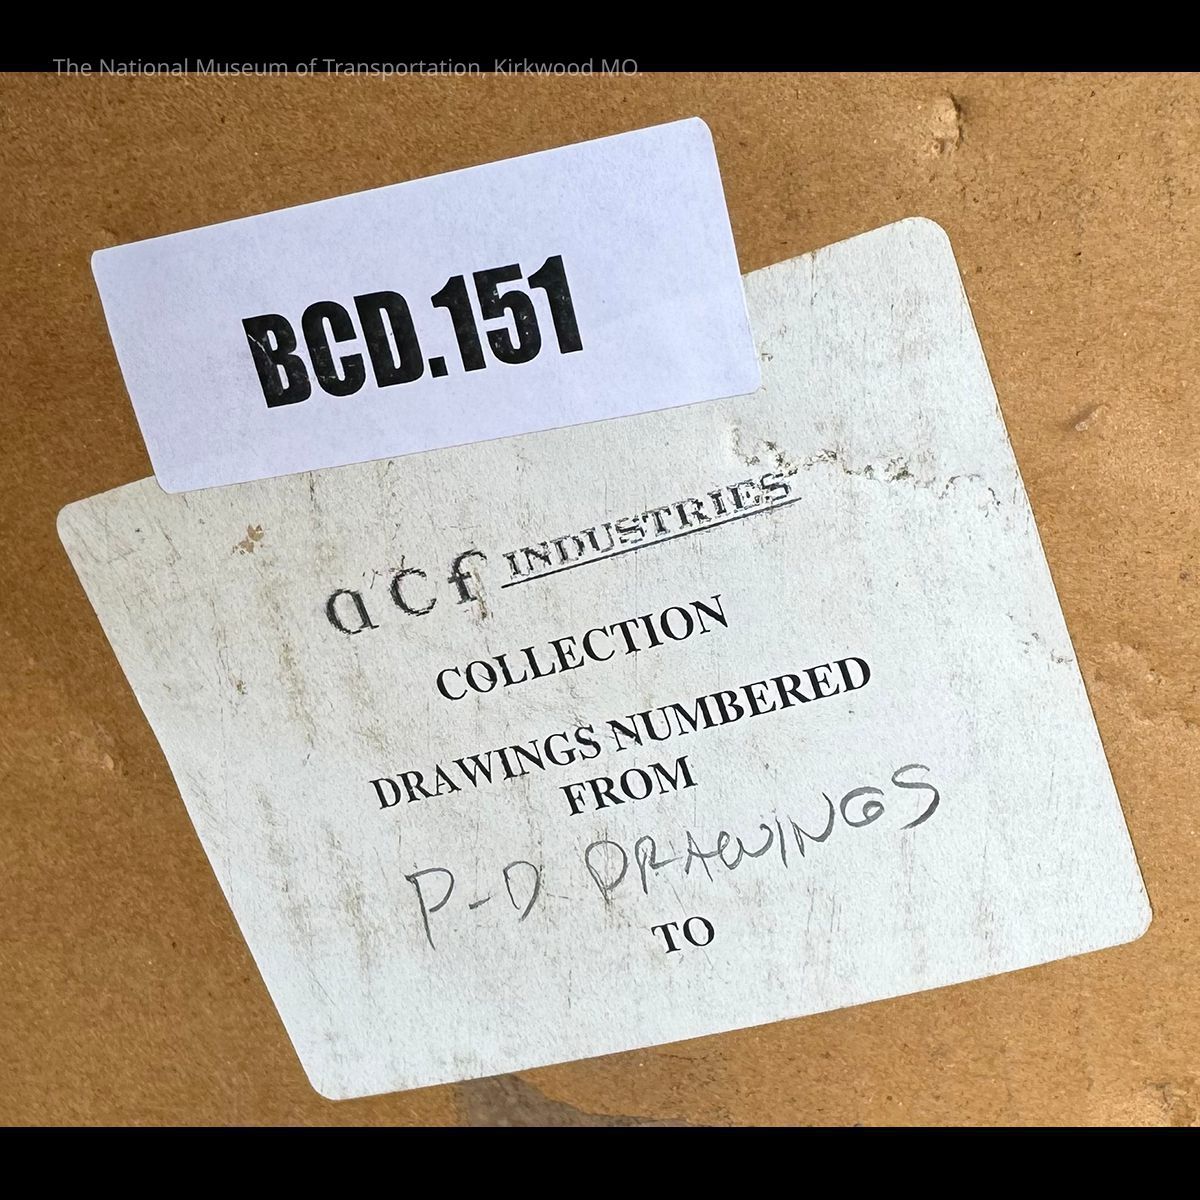 The National Museum of Transportation, Kirkwood MO.
BCD.151
acf INDUSTRIES
COLLECTION
DRAWINGS NUMBERED
FROM
P-D DRAWINGS
TO